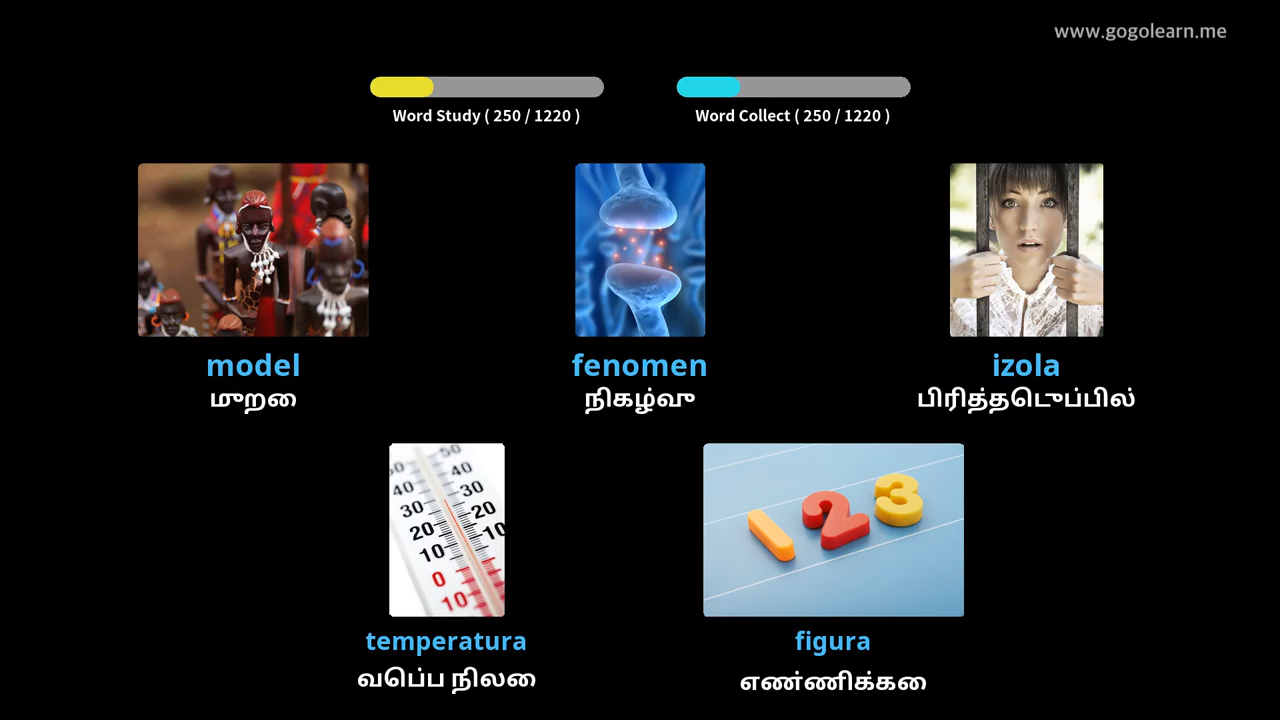 www.gogolearn.me
Word Study ( 250 / 1220 )
Word Collect ( 250 / 1220 )
model
முறை
fenomen
நிகழ்வு
izola
பிரித்தெடுப்பில்
temperatura
வெப்ப நிலை
figura
எண்ணிக்கை